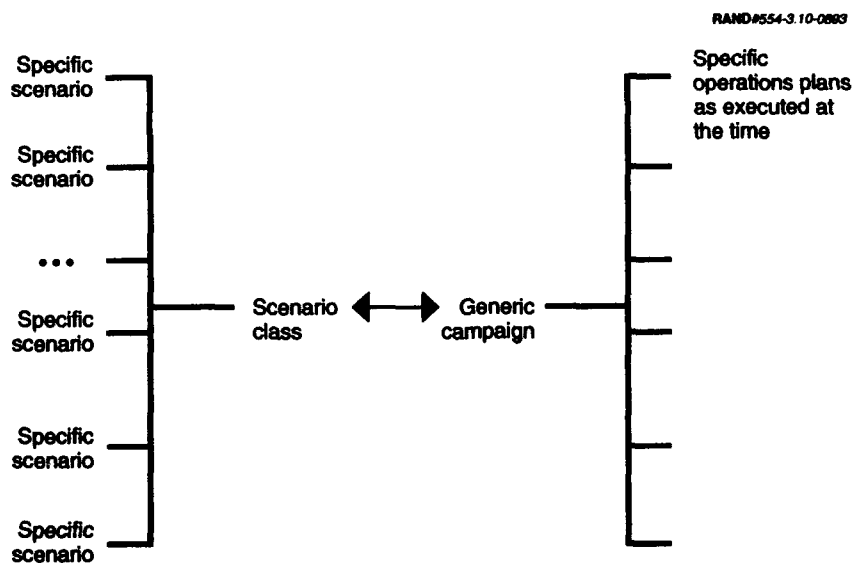 RAND#554-3.10-0893
Specific
scenario
Specific
scenario
...
Specific
scenario
Specific
scenario
Specific
scenario
Scenario
class
Generic
campaign
Specific
operations plans
as executed at
the time